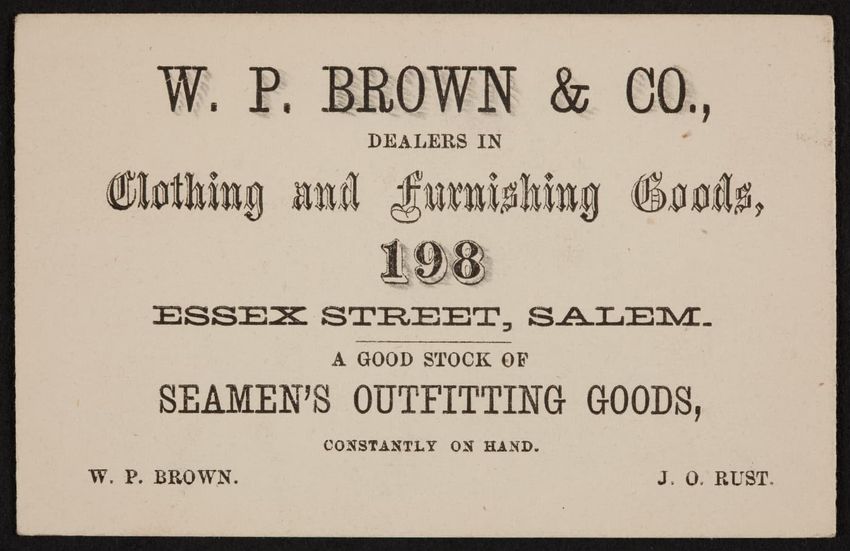 W. P. BROWN & CO.,
DEALERS IN
Clothing and Furnishing Goods,
198
ESSEX STREET, SALEM.
A GOOD STOCK OF
SEAMEN'S OUTFITTING GOODS,
CONSTANTLY ON HAND.
W. P. BROWN. J. O. RUST.